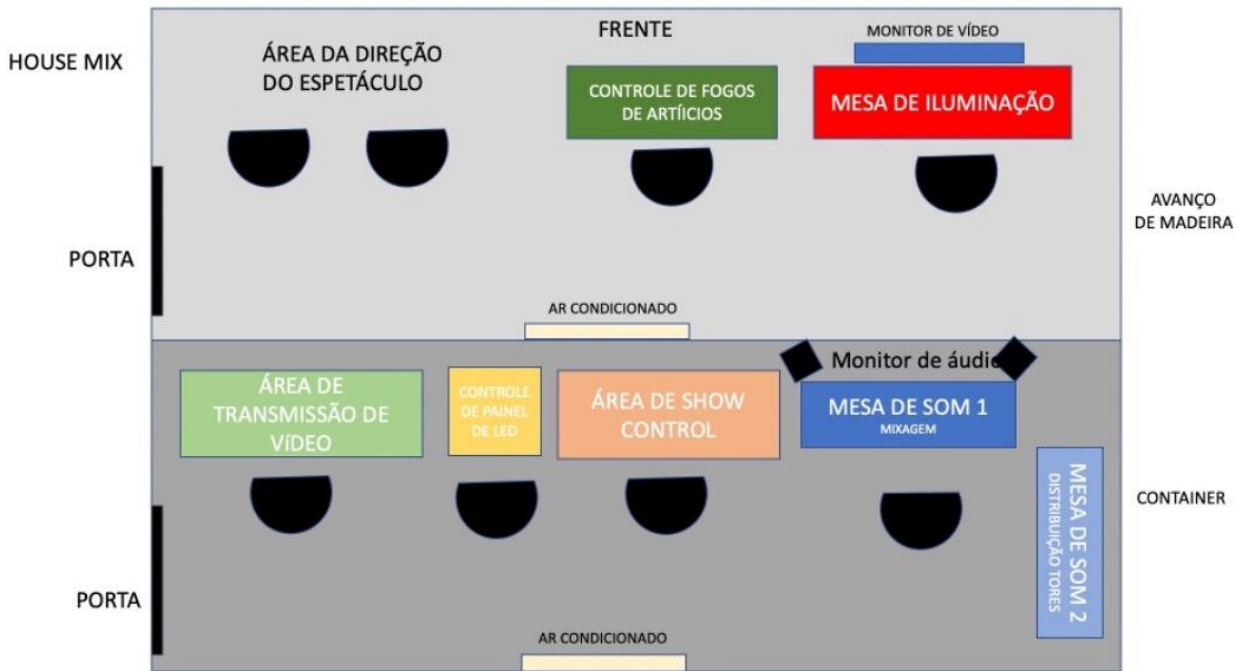 HOUSE MIX
ÁREA DA DIREÇÃO
DO ESPETÁCULO
FRENTE
MONITOR DE VÍDEO
CONTROLE DE FOGOS
DE ARTIÍCIOS
MESA DE ILUMINAÇÃO
AVANÇO
DE MADEIRA
PORTA
AR CONDICIONADO
Monitor de áudio
ÁREA DE
TRANSMISSÃO DE
VÍDEO
CONTROLE
DE PAINEL
DE LED
ÁREA DE SHOW
CONTROL
MESA DE SOM 1
MIXAGEM
MESA DE SOM 2
DISTRIBUIÇÃO TORES
CONTAINER
PORTA
AR CONDICIONADO